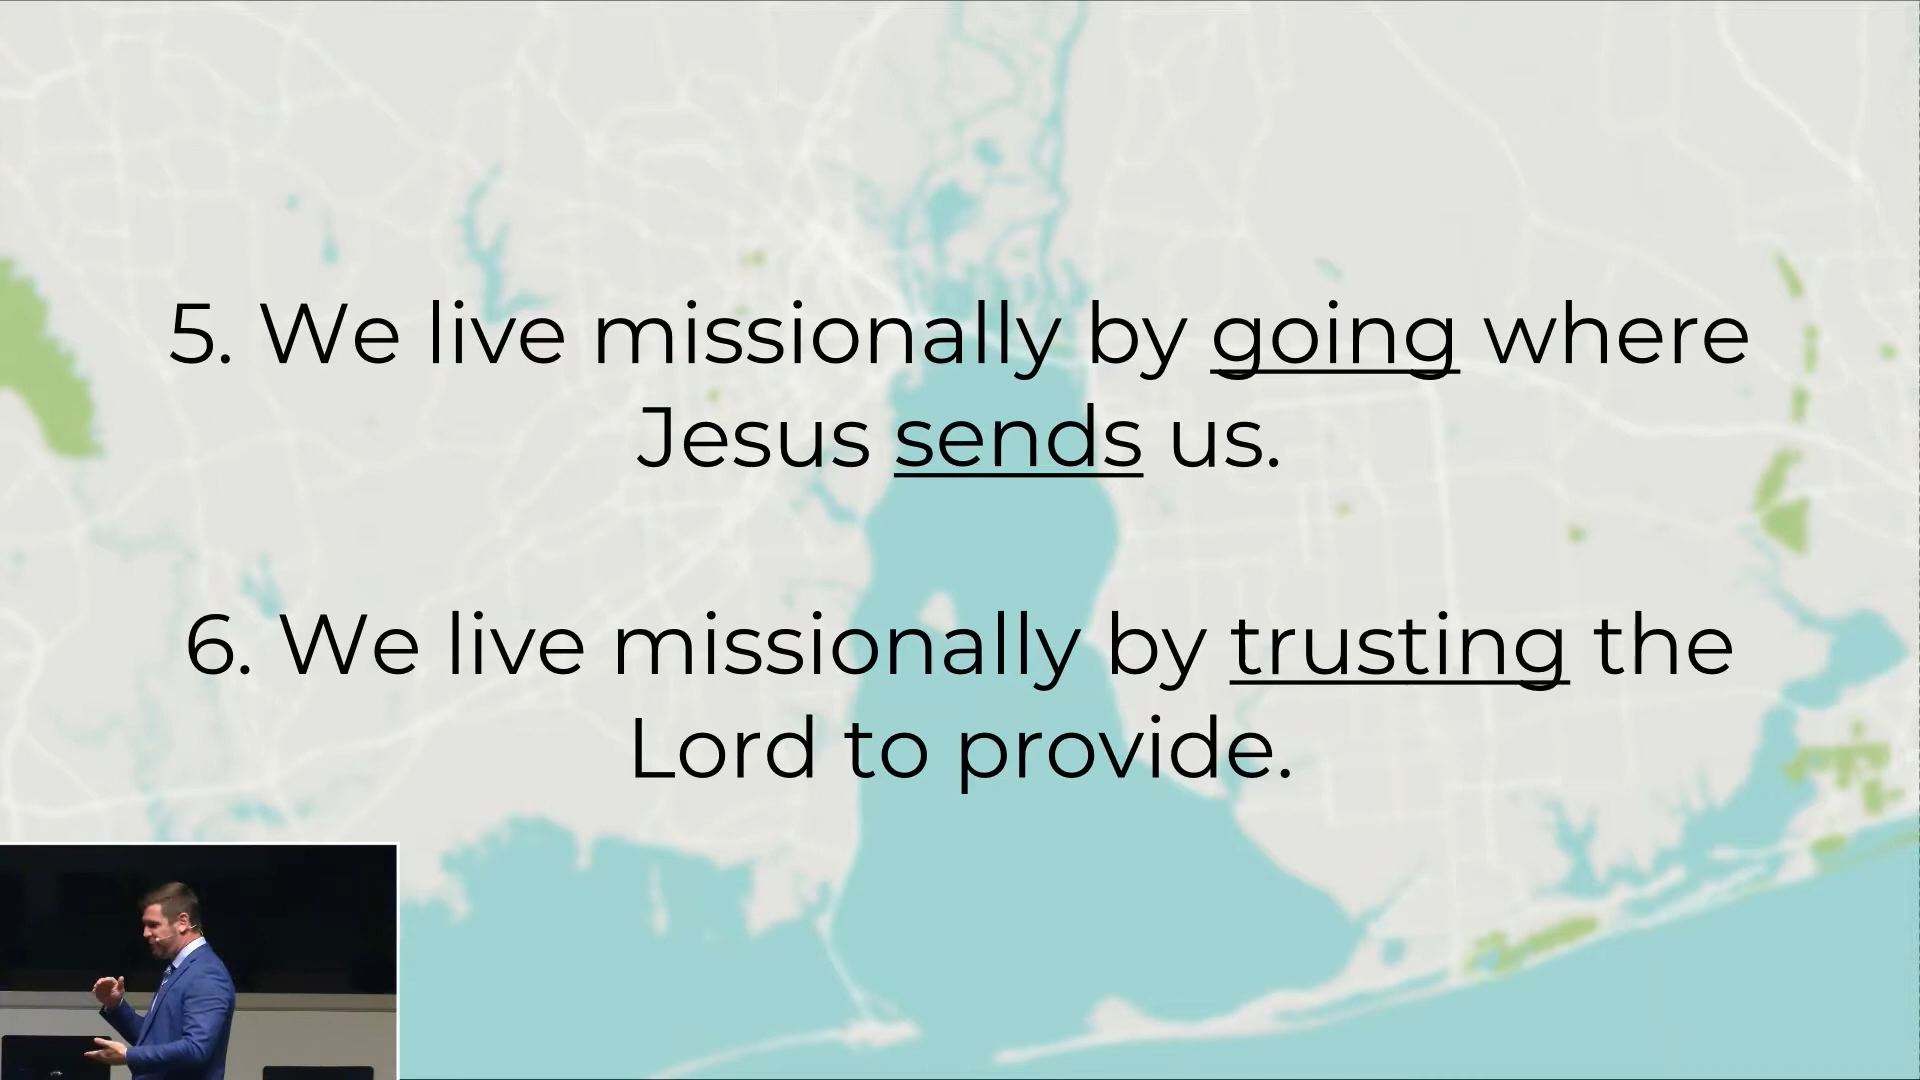 5. We live missionally by going where
Jesus sends us.
6. We live missionally by trusting the
Lord to provide.